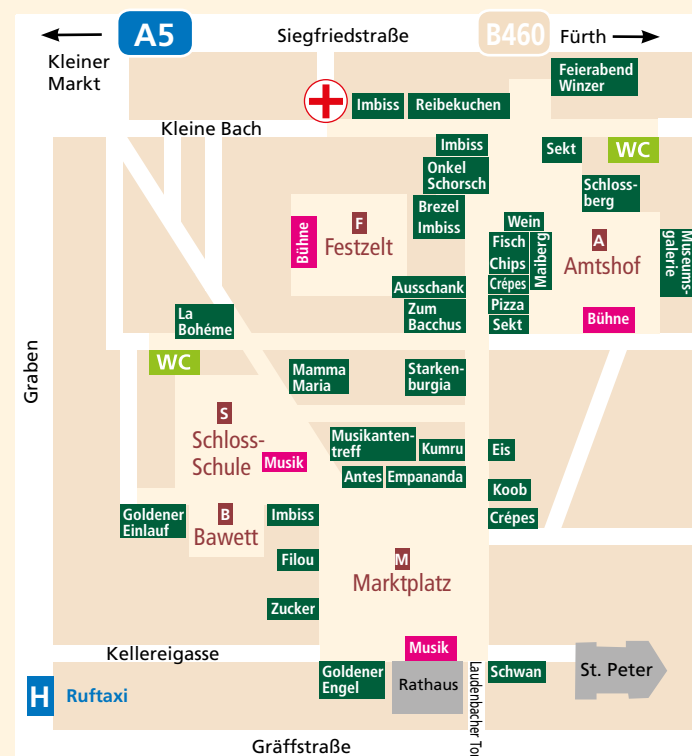 A5
Siegfriedstraße
B460
Fürth
Kleiner
Markt
Feierabend
Winzer
Imbiss
Reibekuchen
Kleine Bach
Imbiss
Sekt
WC
Onkel
Schorsch
Schloss-
berg
Brezel
Imbiss
Wein
Bühne
F
Festzelt
Fisch
Chips
Maiberg
A
Amtshof
Museums-
galerie
Ausschank
Crépes
Zum
Bacchus
Pizza
Sekt
Bühne
La
Bohéme
WC
Graben
Mamma
Maria
Starken-
burgia
S
Schloss-
Schule
Musik
Musikanten-
treff
Kumru
Eis
Antes
Empananda
Koob
Goldener
Einlauf
B
Bawett
Imbiss
Crépes
Filou
M
Marktplatz
Zucker
Kellereigasse
Musik
Goldener
Engel
Rathaus
Laudenbacher Tor
Schwan
St. Peter
H
Ruftaxi
Gräffstraße